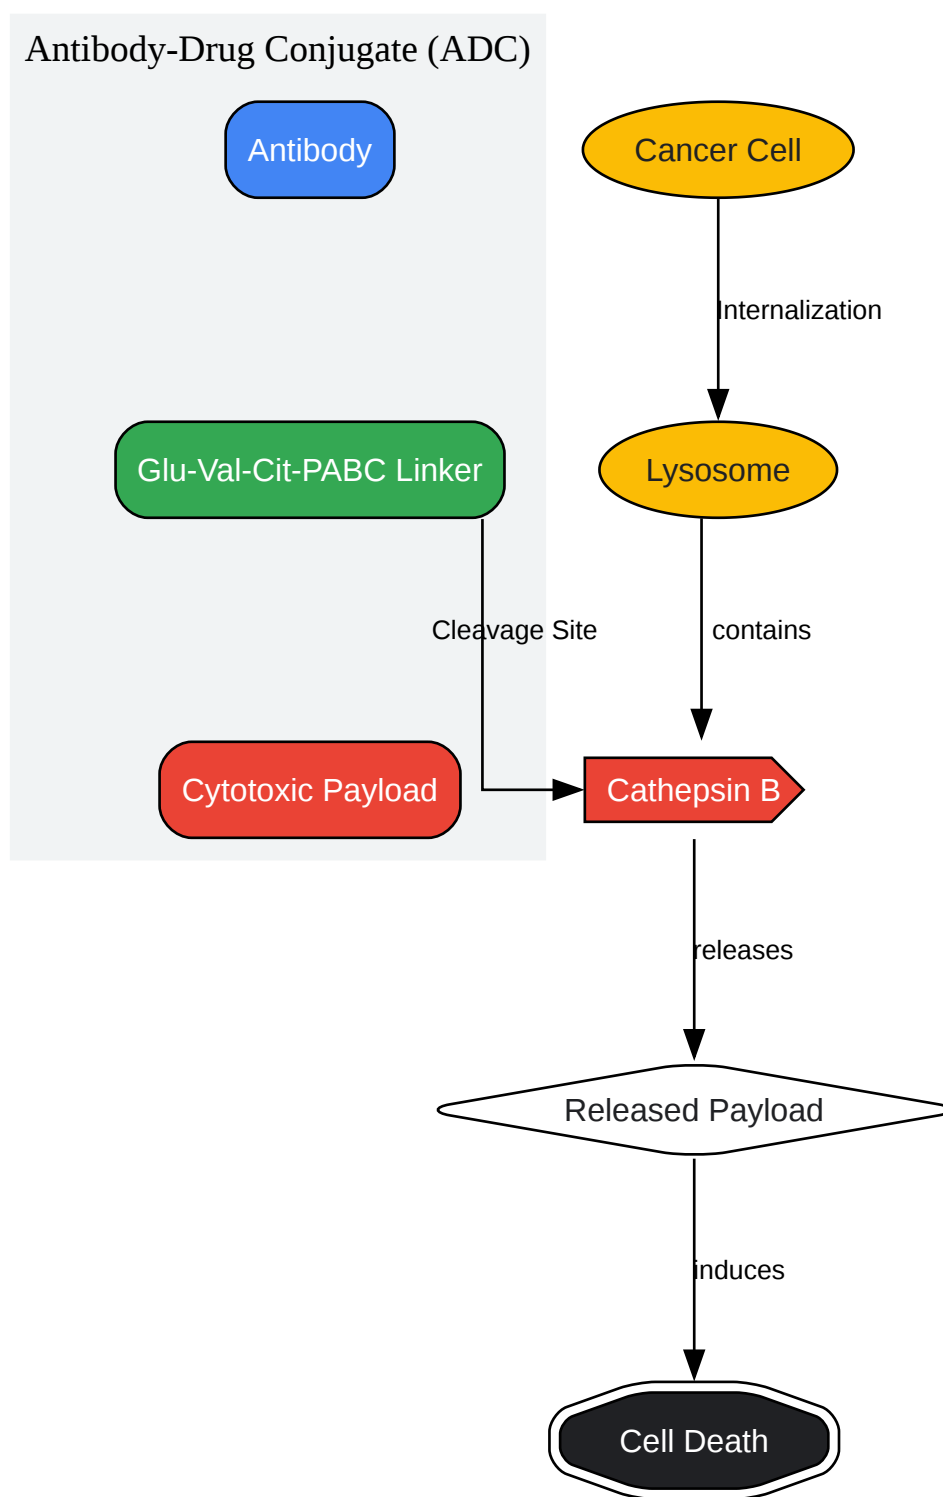 Antibody-Drug Conjugate (ADC)
Antibody
Cancer Cell
Internalization
Glu-Val-Cit-PABC Linker
Lysosome
Cleavage Site
contains
Cytotoxic Payload
Cathepsin B
releases
Released Payload
induces
Cell Death